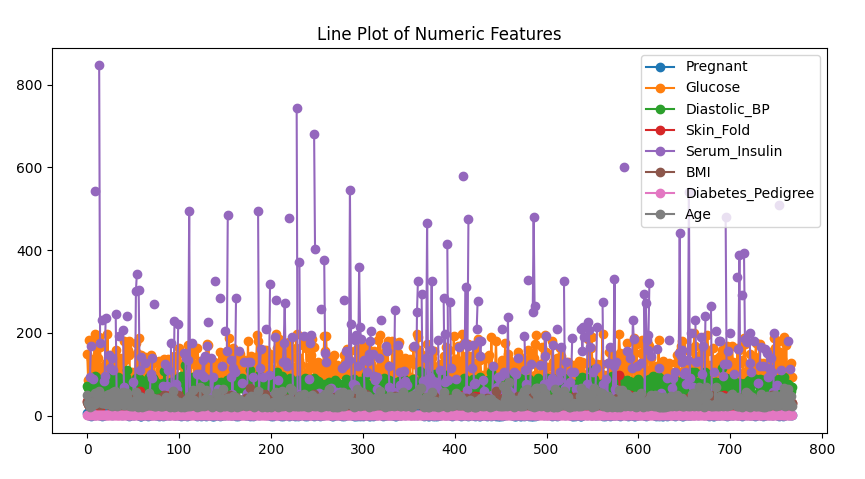 Line Plot of Numeric Features
800
600
400
200
0
Pregnant
Glucose
Diastolic_BP
Skin_Fold
Serum_Insulin
BMI
Diabetes_Pedigree
Age
0 100 200 300 400 500 600 700 800